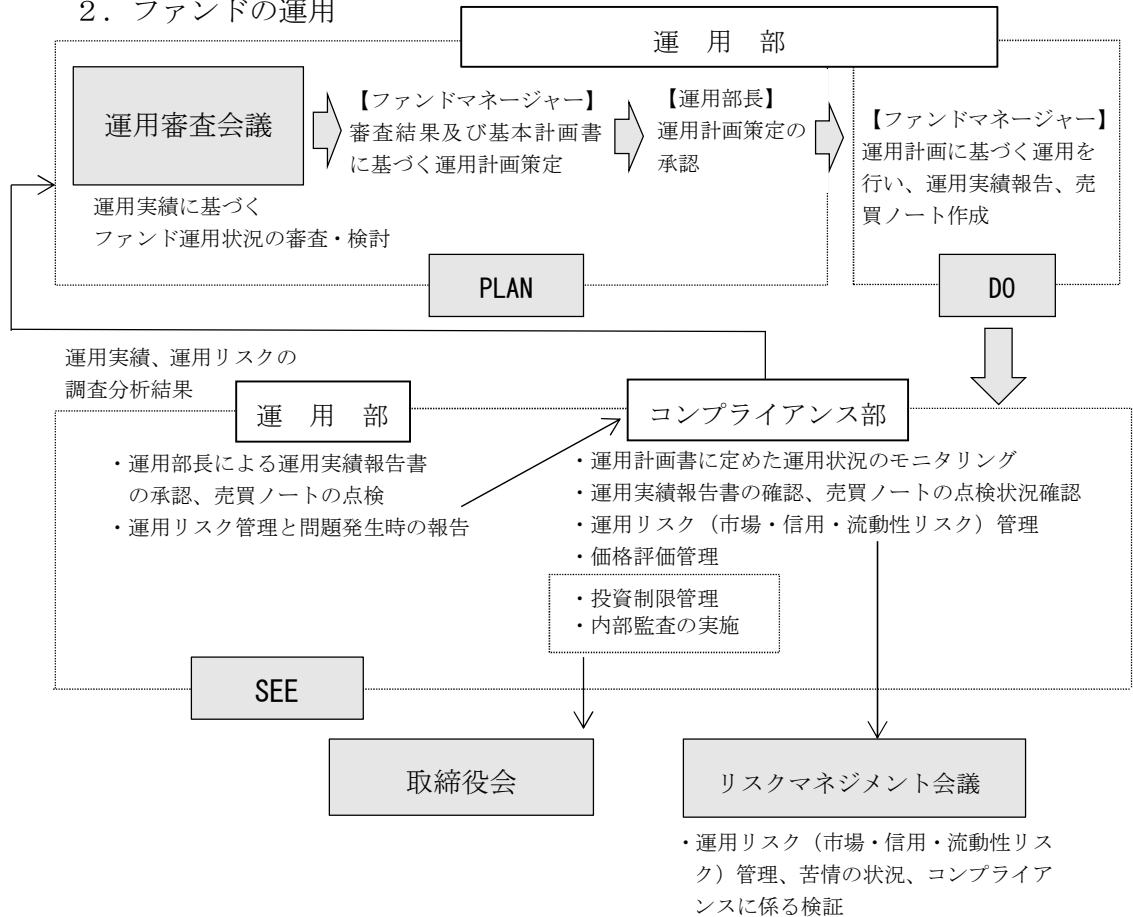 ２．ファンドの運用
運 用 部
運用審査会議
運用実績に基づく
ファンド運用状況の審査・検討
【ファンドマネージャー】
審査結果及び基本計画書
に基づく運用計画策定
【運用部長】
運用計画策定の
承認
【ファンドマネージャー】
運用計画に基づく運用を
行い、運用実績報告、売
買ノート作成
PLAN
DO
運用実績、運用リスクの
調査分析結果
運 用 部
・運用部長による運用実績報告書
の承認、売買ノートの点検
・運用リスク管理と問題発生時の報告
コンプライアンス部
・運用計画書に定めた運用状況のモニタリング
・運用実績報告書の確認、売買ノートの点検状況確認
・運用リスク（市場・信用・流動性リスク）管理
・価格評価管理
・投資制限管理
・内部監査の実施
SEE
取締役会
リスクマネジメント会議
・運用リスク（市場・信用・流動性リス
ク）管理、苦情の状況、コンプライア
ンスに係る検証